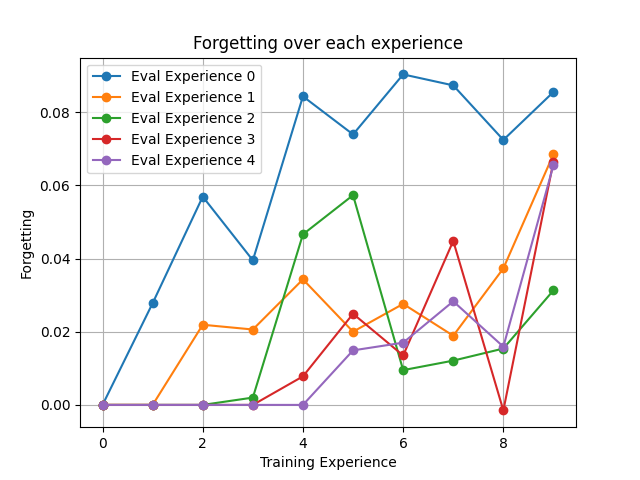 Forgetting over each experience
Eval Experience 0
Eval Experience 1
Eval Experience 2
Eval Experience 3
Eval Experience 4
0.08
0.06
0.04
0.02
0.00
Forgetting
0 2 4 6 8
Training Experience